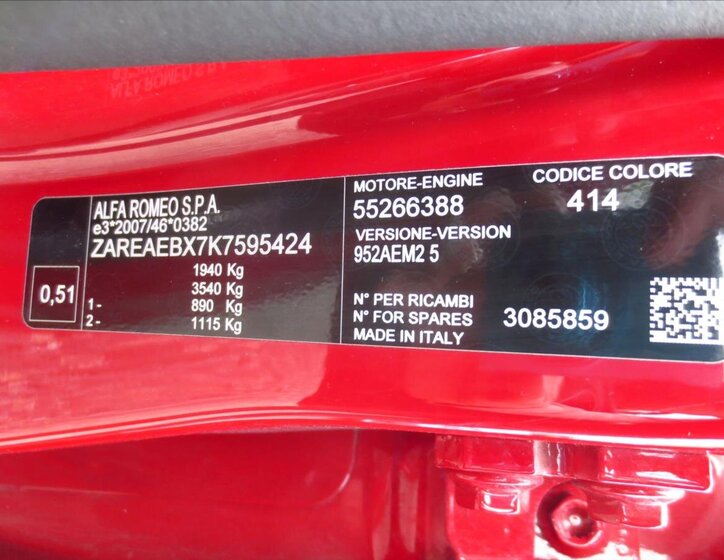 ALFA ROMEO S.P.A.
e3*2007/46*0382
ZAREAEBX7K7595424
1940 Kg
3540 Kg
1- 890 Kg
2- 1115 Kg
0,51
MOTORE-ENGINE
55266388
VERSIONE-VERSION
952AEM2 5
CODICE COLORE
414
N° PER RICAMBI
N° FOR SPARES 3085859
MADE IN ITALY